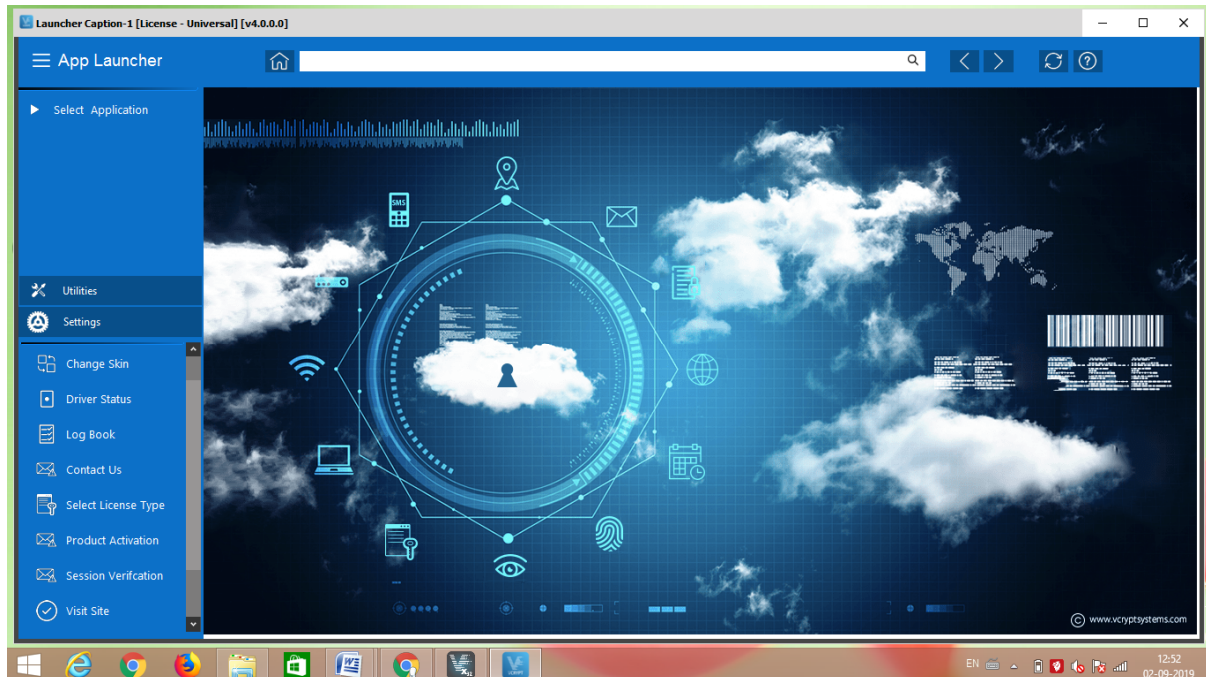 Launcher Caption-1 [License - Universal] [v4.0.0.0]
App Launcher
Select Application
Utilities
Settings
Change Skin
Driver Status
Log Book
Contact Us
Select License Type
Product Activation
Session Verifcation
Visit Site
SMS
© www.vcryptsystems.com
EN
12:52
02-09-2019